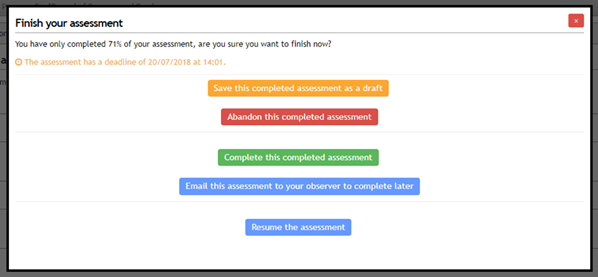 Finish your assessment
×
You have only completed 71% of your assessment, are you sure you want to finish now?
The assessment has a deadline of 20/07/2018 at 14:01.
Save this completed assessment as a draft
Abandon this completed assessment
Complete this completed assessment
Email this assessment to your observer to complete later
Resume the assessment